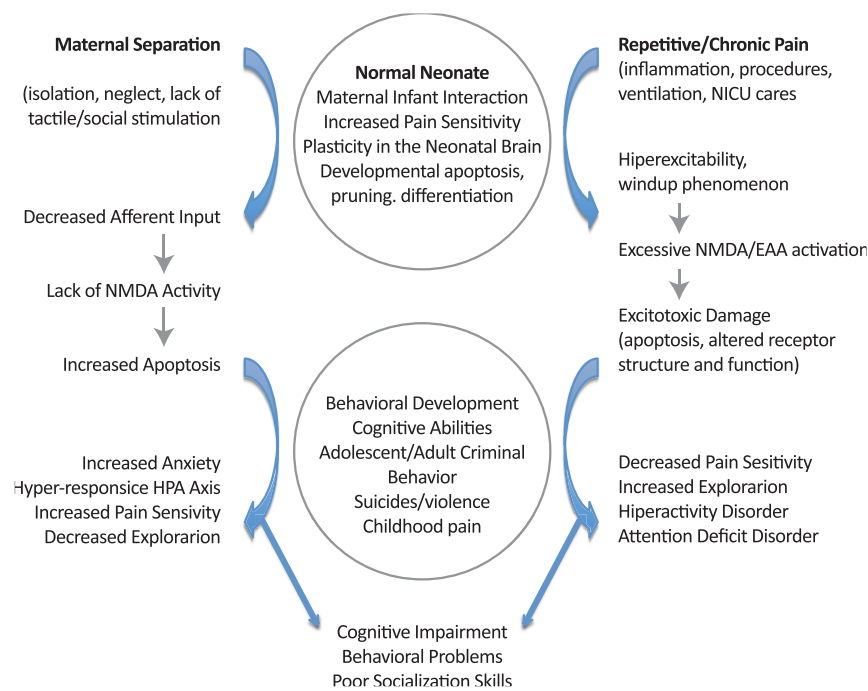 Maternal Separation
(isolation, neglect, lack of
tactile/social stimulation
Decreased Afferent Input
Lack of NMDA Activity
Increased Apoptosis
Increased Anxiety
Hyper-responsice HPA Axis
Increased Pain Sensivity
Decreased Explorarion
Normal Neonate
Maternal Infant Interaction
Increased Pain Sensitivity
Plasticity in the Neonatal Brain
Developmental apoptosis,
pruning. differentiation
Behavioral Development
Cognitive Abilities
Adolescent/Adult Criminal
Behavior
Suicides/violence
Childhood pain
Repetitive/Chronic Pain
(inflammation, procedures,
ventilation, NICU cares
Hiperexcitability,
windup phenomenon
Excessive NMDA/EAA activation
Excitotoxic Damage
(apoptosis, altered receptor
structure and function)
Decreased Pain Sesitivity
Increased Explorarion
Hiperactivity Disorder
Attention Deficit Disorder
Cognitive Impairment
Behavioral Problems
Poor Socialization Skills